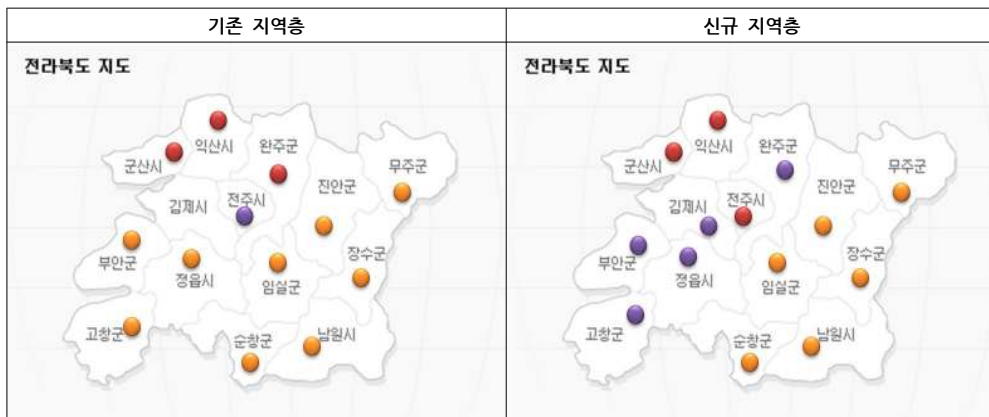 기존 지역층
신규 지역층
전라북도 지도
익산시
완주군
군산시
무주군
진안군
김제시
전주시
장수군
부안군
정읍시
임실군
고창군
순창군
남원시
전라북도 지도
익산시
완주군
군산시
무주군
진안군
김제시
전주시
장수군
부안군
정읍시
임실군
고창군
순창군
남원시